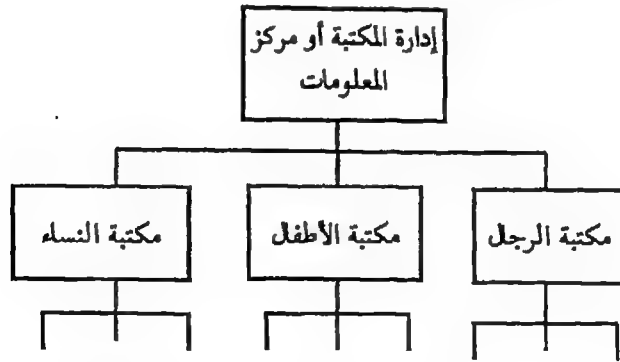 إدارة المكتبة أو مركز
المعلومات
مكتبة الرجال
مكتبة الأطفال
مكتبة النساء